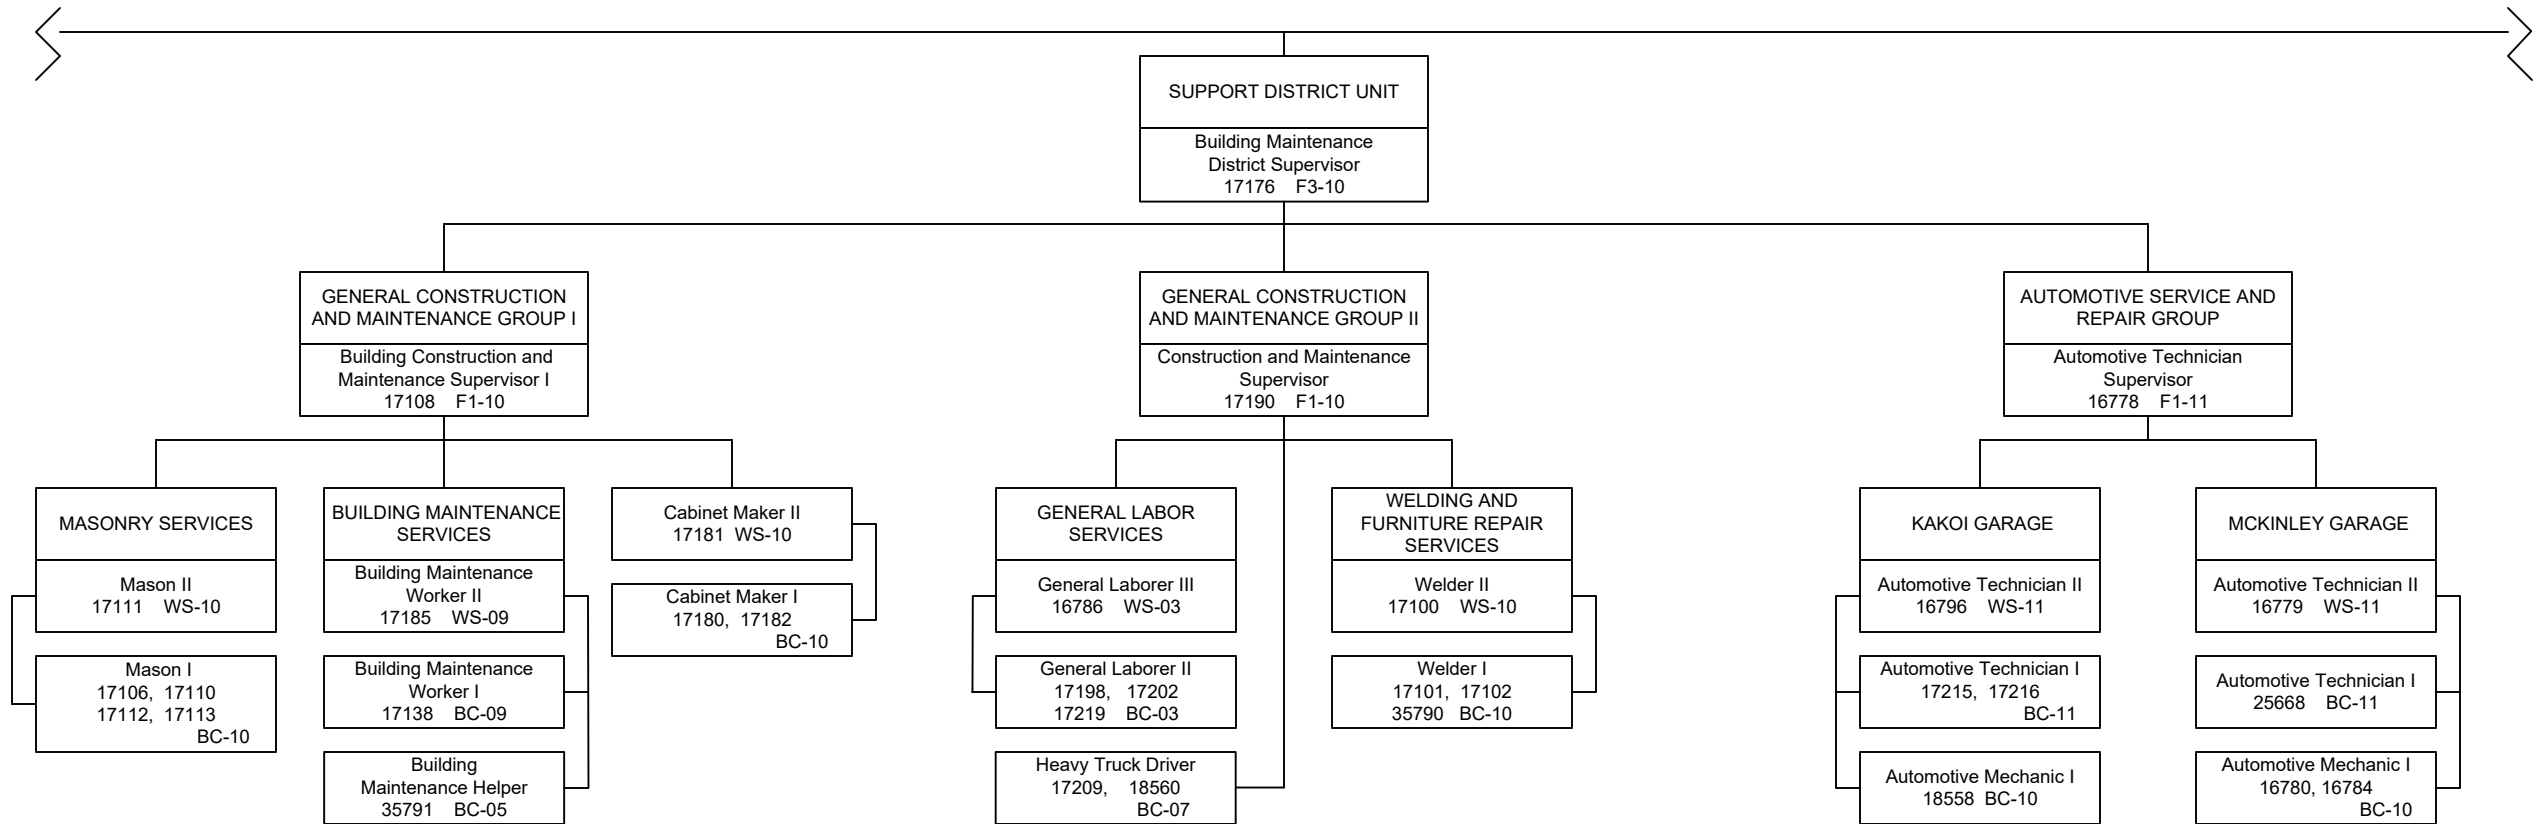 SUPPORT DISTRICT UNIT
Building Maintenance
District Supervisor
17176 F3-10
GENERAL CONSTRUCTION
AND MAINTENANCE GROUP I
Building Construction and
Maintenance Supervisor I
17108 F1-10
GENERAL CONSTRUCTION
AND MAINTENANCE GROUP II
Construction and Maintenance
Supervisor
17190 F1-10
AUTOMOTIVE SERVICE AND
REPAIR GROUP
Automotive Technician
Supervisor
16778 F1-11
MASONRY SERVICES
Mason II
17111 WS-10
Mason I
17106, 17110
17112, 17113
BC-10
BUILDING MAINTENANCE
SERVICES
Building Maintenance
Worker II
17185 WS-09
Building Maintenance
Worker I
17138 BC-09
Building
Maintenance Helper
35791 BC-05
Cabinet Maker II
17181 WS-10
Cabinet Maker I
17180, 17182
BC-10
GENERAL LABOR
SERVICES
General Laborer III
16786 WS-03
General Laborer II
17198, 17202
17219 BC-03
Heavy Truck Driver
17209, 18560
BC-07
WELDING AND
FURNITURE REPAIR
SERVICES
Welder II
17100 WS-10
Welder I
17101, 17102
35790 BC-10
KAKOI GARAGE
Automotive Technician II
16796 WS-11
Automotive Technician I
17215, 17216
BC-11
Automotive Mechanic I
18558 BC-10
MCKINLEY GARAGE
Automotive Technician II
16779 WS-11
Automotive Technician I
25668 BC-11
Automotive Mechanic I
16780, 16784
BC-10